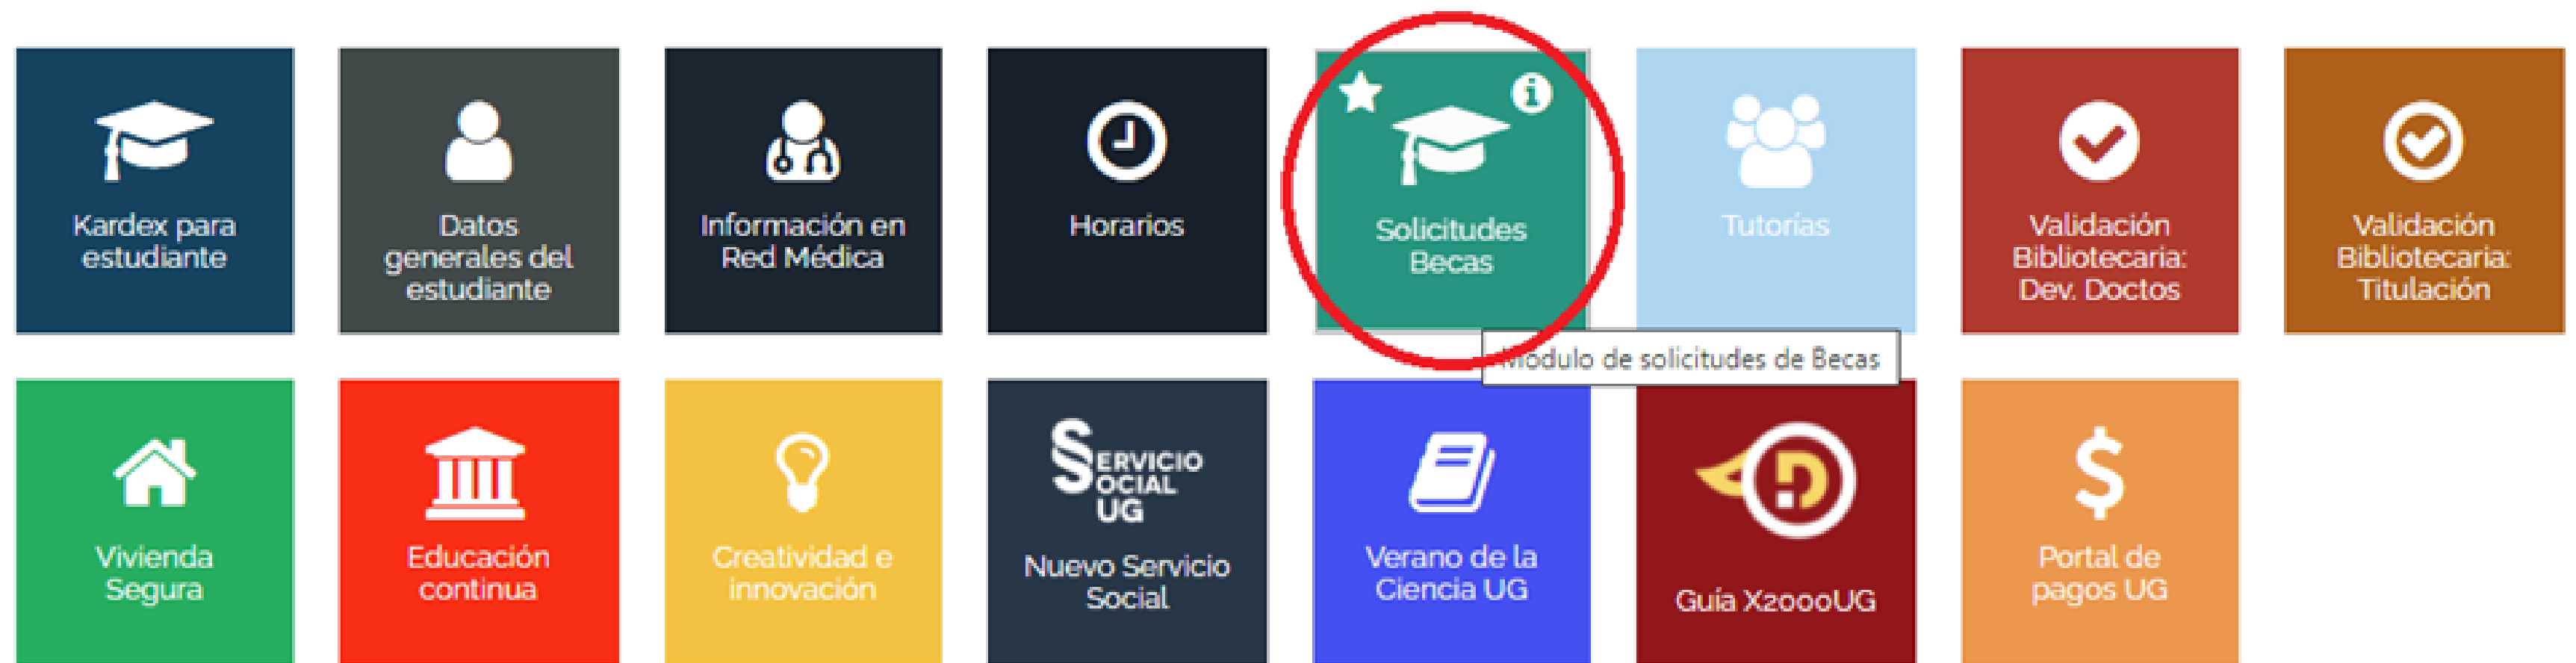 Kardex para
estudiante
Datos
generales del
estudiante
Información en
Red Médica
Horarios
Solicitudes
Becas
Tutorías
Validación
Bibliotecaria:
Dev. Doctos
Validación
Bibliotecaria:
Titulación
Módulo de solicitudes de Becas
Vivienda
Segura
Educación
continua
Creatividad e
innovación
SERVICIO
SOCIAL
UG
Nuevo Servicio
Social
Verano de la
Ciencia UG
Guía X2000UG
Portal de
pagos UG